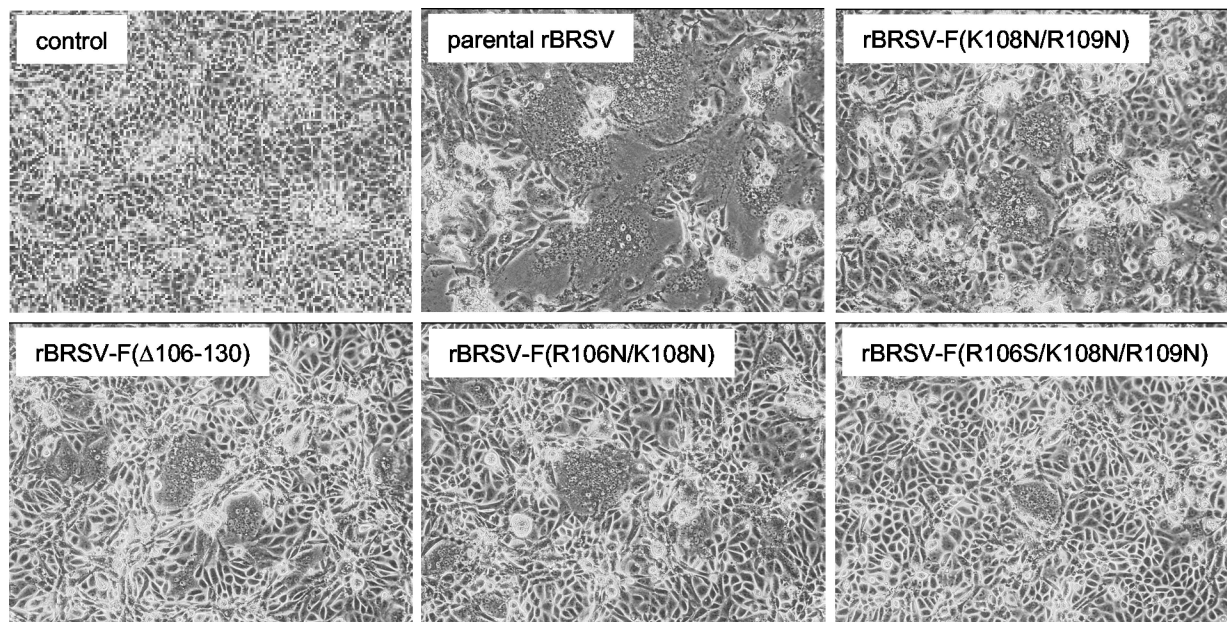 control
parental rBRSV
rBRSV-F(K108N/R109N)
rBRSV-F(Δ106-130)
rBRSV-F(R106N/K108N)
rBRSV-F(R106S/K108N/R109N)